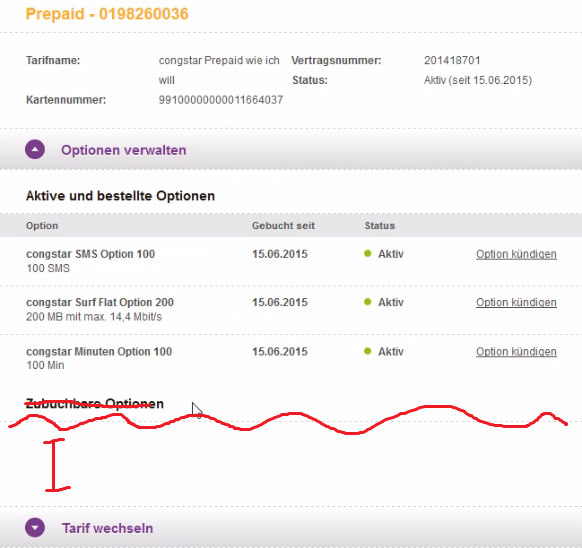 Prepaid - 0198260036
Tarifname: congstar Prepaid wie ich will
Vertragsnummer: 201418701
Status: Aktiv (seit 15.06.2015)
Kartennummer: 99100000000011664037
Optionen verwalten
Aktive und bestellte Optionen
Option Gebucht seit Status
congstar SMS Option 100 15.06.2015 Aktiv Option kündigen
100 SMS
congstar Surf Flat Option 200 15.06.2015 Aktiv Option kündigen
200 MB mit max. 14,4 Mbit/s
congstar Minuten Option 100 15.06.2015 Aktiv Option kündigen
100 Min
Zubuchbare Optionen
Tarif wechseln